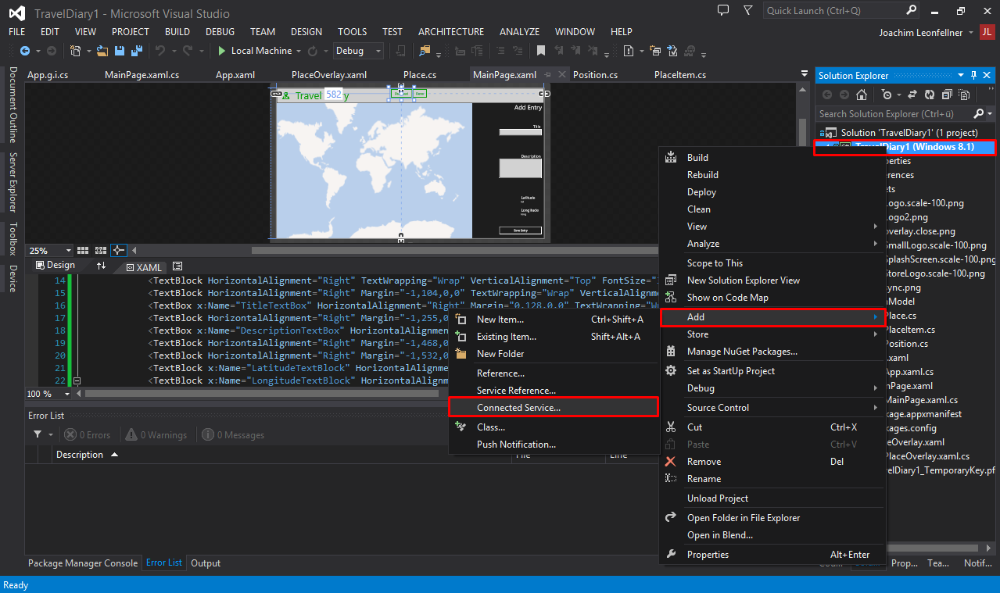 TravelDiary1 - Microsoft Visual Studio
Quick Launch (Ctrl+Q)
FILE EDIT VIEW PROJECT BUILD DEBUG TEAM DESIGN TOOLS TEST ARCHITECTURE ANALYZE WINDOW HELP
Joachim Leonfellner JL
Local Machine Debug
Document Outline
Server Explorer
Toolbox
Device
App.g.i.cs MainPage.xaml.cs App.xaml PlaceOverlay.xaml Place.cs MainPage.xaml Position.cs PlaceItem.cs
Travel 582 y
Add Entry
Title
Description
Latitude
Longitude
Save Entry
25%
Design XAML
14 <TextBlock HorizontalAlignment="Right" TextWrapping="Wrap" VerticalAlignment="Top" FontSize="
15 <TextBlock HorizontalAlignment="Right" Margin="-1,104,0,0" TextWrapping="Wrap" VerticalAlignm
16 <TextBox x:Name="TitleTextBox" HorizontalAlignment="Right" Margin="0,128,0,0" TextWrapping="W
17 <TextBlock HorizontalAlignment="Right" Margin="-1,255,0
18 <TextBox x:Name="DescriptionTextBox" HorizontalAlignmen
19 <TextBlock HorizontalAlignment="Right" Margin="-1,468,0
20 <TextBlock HorizontalAlignment="Right" Margin="-1,532,0
21 <TextBlock x:Name="LatitudeTextBlock" HorizontalAlignme
22 <TextBlock x:Name="LongitudeTextBlock" HorizontalAlignm
100 %
Error List
0 Errors 0 Warnings 0 Messages
Description File Line
Package Manager Console Error List Output
Ready
New Item... Ctrl+Shift+A
Existing Item... Shift+Alt+A
New Folder
Reference...
Service Reference...
Connected Service...
Class...
Push Notification...
Build
Rebuild
Deploy
Clean
View
Analyze
Scope to This
New Solution Explorer View
Show on Code Map
Add
Store
Manage NuGet Packages...
Set as StartUp Project
Debug
Source Control
Cut Ctrl+X
Paste Ctrl+V
Remove Del
Rename
Unload Project
Open Folder in File Explorer
Open in Blend...
Properties Alt+Enter
Solution Explorer
Search Solution Explorer (Ctrl+ü)
Solution 'TravelDiary1' (1 project)
TravelDiary1 (Windows 8.1)
perties
erences
ets
Logo.scale-100.png
Logo2.png
overlay.close.png
SmallLogo.scale-100.png
SplashScreen.scale-100.png
StoreLogo.scale-100.png
ync.png
aModel
Place.cs
PlaceItem.cs
Position.cs
.xaml
App.xaml.cs
nPage.xaml
MainPage.xaml.cs
kage.appxmanifest
kages.config
eOverlay.xaml
PlaceOverlay.xaml.cs
velDiary1_TemporaryKey.pf
Prop... Tea... Notif...